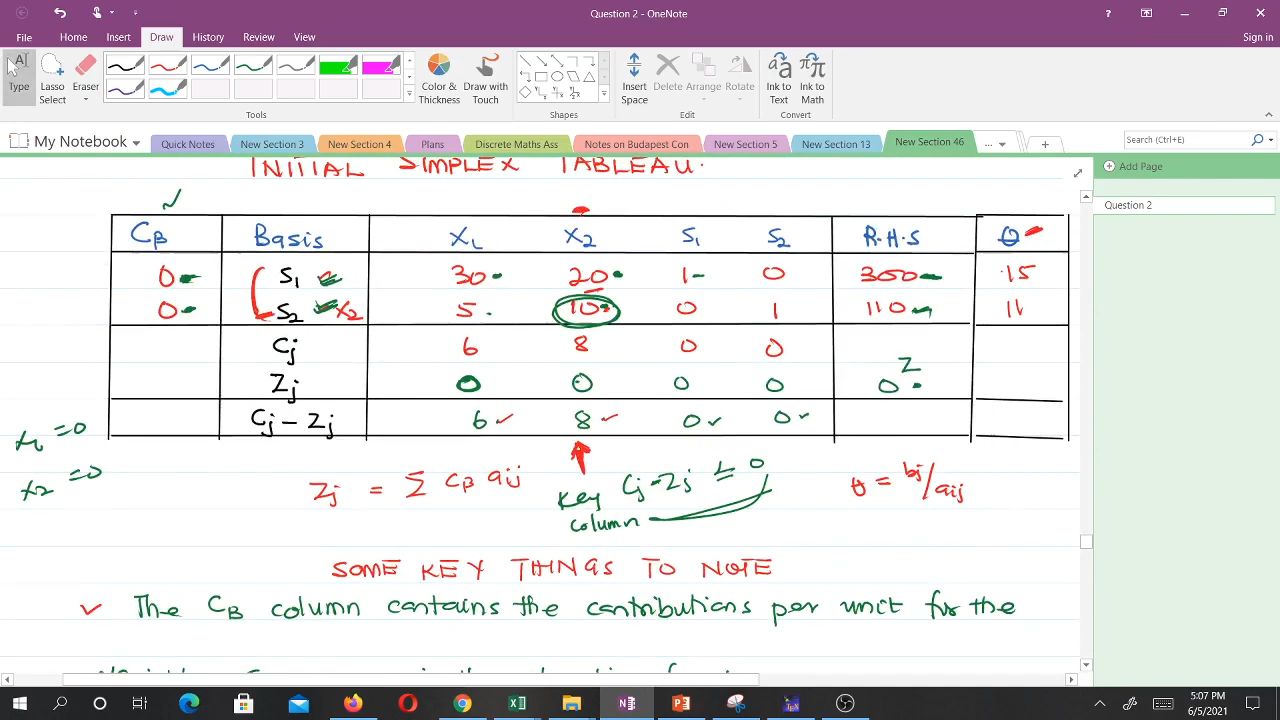 Question 2 - OneNote
Sign in
File Home Insert Draw History Review View
Type
Lasso Select
Eraser
Color & Thickness
Draw with Touch
Insert Space
Delete
Arrange
Rotate
Ink to Text
Ink to Math
Tools
Shapes
Edit
Convert
My Notebook
Quick Notes
New Section 3
New Section 4
Plans
Discrete Maths Ass
Notes on Budapest Con
New Section 5
New Section 13
New Section 46
Search (Ctrl+E)
Add Page
Question 2
INITIAL SIMPLEX TABLEAU.
CB Basis X1 X2 S1 S2 R.H.S θ
0 S1 30 20 1 0 300 15
0 S2 X2 5 10 0 1 110 11
Cj 6 8 0 0
Zj 0 0 0 0 0 Z
Cj - Zj 6 8 0 0
x1 = 0
x2 = 0
Zj = Σ CB aij
Key column
Cj - Zj ≤ 0
θ = bj/aij
SOME KEY THINGS TO NOTE
✓ The CB column contains the contributions per unit for the
5:07 PM
6/5/2021